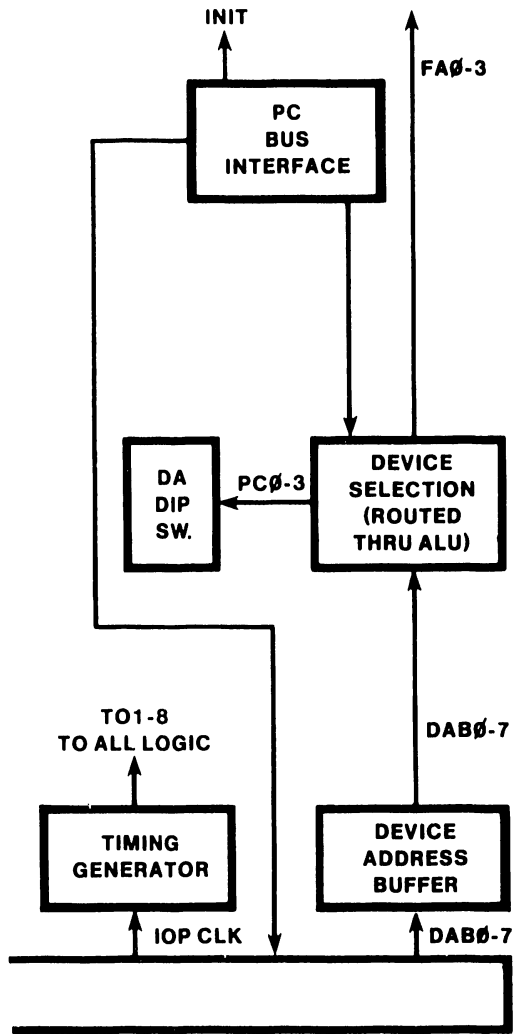 INIT
FAØ-3
PC
BUS
INTERFACE
DA
DIP
SW.
PCØ-3
DEVICE
SELECTION
(ROUTED
THRU ALU)
DABØ-7
TO1-8
TO ALL LOGIC
TIMING
GENERATOR
DEVICE
ADDRESS
BUFFER
IOP CLK
DABØ-7